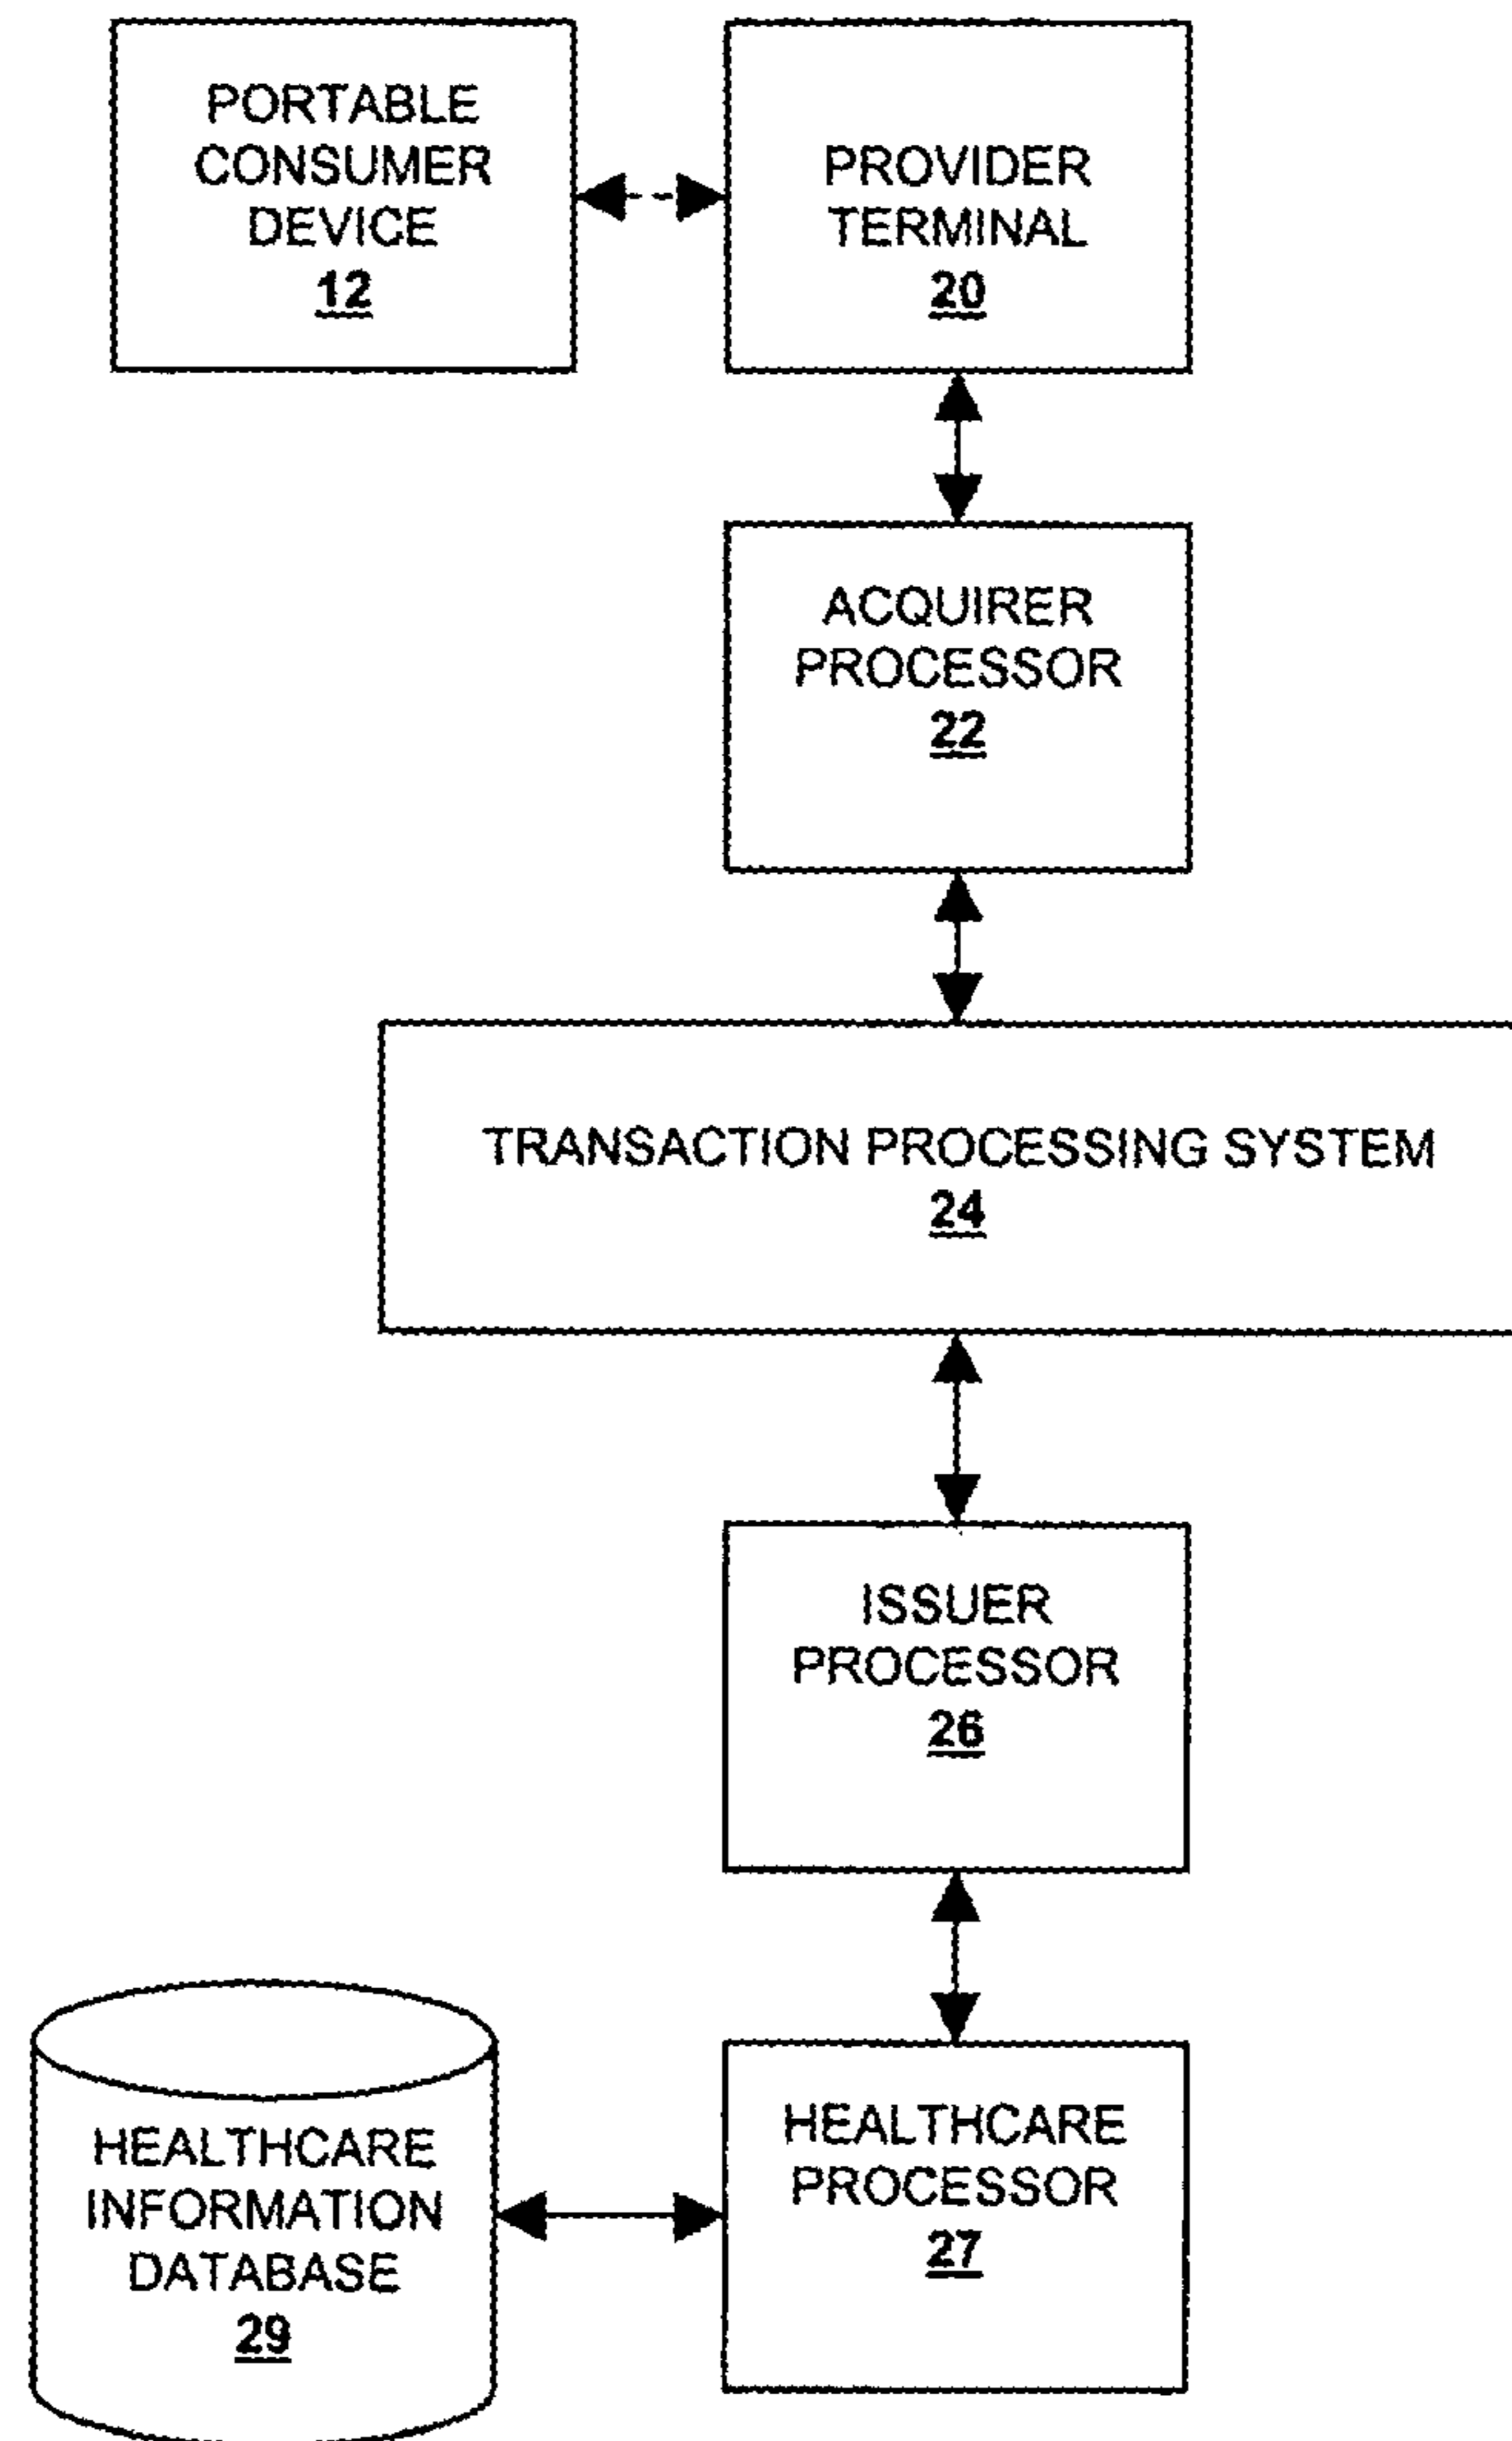 PORTABLE
CONSUMER
DEVICE
12
PROVIDER
TERMINAL
20
ACQUIRER
PROCESSOR
22
TRANSACTION PROCESSING SYSTEM
24
ISSUER
PROCESSOR
26
HEALTHCARE
INFORMATION
DATABASE
29
HEALTHCARE
PROCESSOR
27